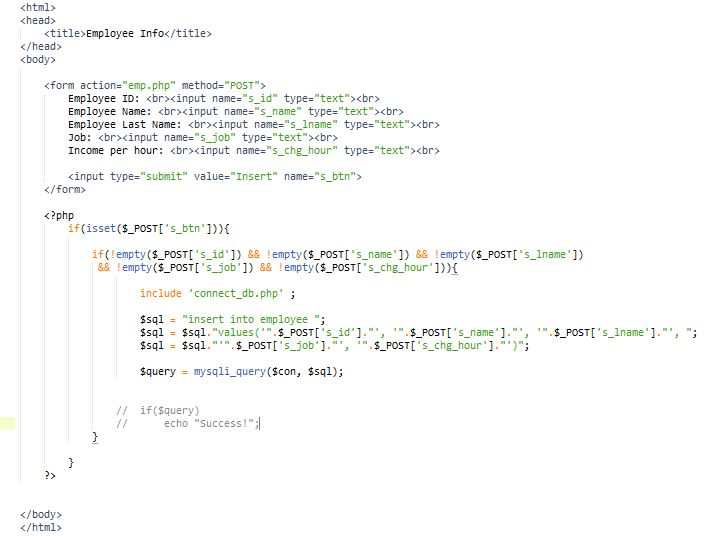 <html>
<head>
    <title>Employee Info</title>
</head>
<body>

    <form action="emp.php" method="POST">
        Employee ID: <br><input name="s_id" type="text"><br>
        Employee Name: <br><input name="s_name" type="text"><br>
        Employee Last Name: <br><input name="s_lname" type="text"><br>
        Job: <br><input name="s_job" type="text"><br>
        Income per hour: <br><input name="s_chg_hour" type="text"><br>

        <input type="submit" value="Insert" name="s_btn">
    </form>

    <?php
        if(isset($_POST['s_btn'])){

            if(!empty($_POST['s_id']) && !empty($_POST['s_name']) && !empty($_POST['s_lname'])
             && !empty($_POST['s_job']) && !empty($_POST['s_chg_hour'])){

                    include 'connect_db.php' ;

                    $sql = "insert into employee ";
                    $sql = $sql."values('".$_POST['s_id']."', '".$_POST['s_name']."', '".$_POST['s_lname']."', ";
                    $sql = $sql."'".$_POST['s_job']."', '".$_POST['s_chg_hour']."')";

                    $query = mysqli_query($con, $sql);


                //  if($query)
                //      echo "Success!";
            }

        }
    ?>


</body>
</html>